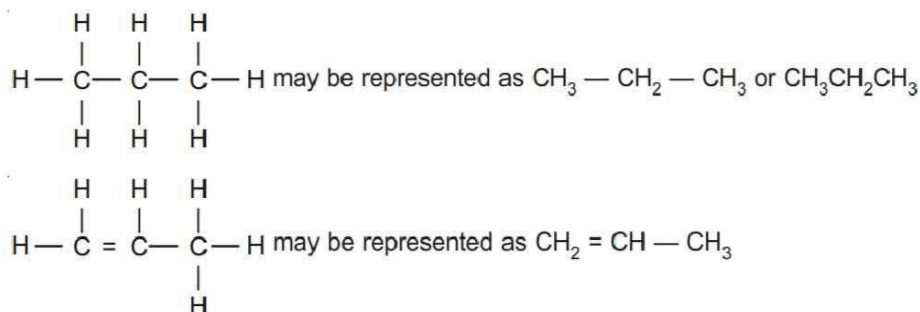 H H H
| | |
H — C — C — C — H may be represented as CH₃ — CH₂ — CH₃ or CH₃CH₂CH₃
| | |
H H H
H H H
| | |
H — C = C — C — H may be represented as CH₂ = CH — CH₃
|
H